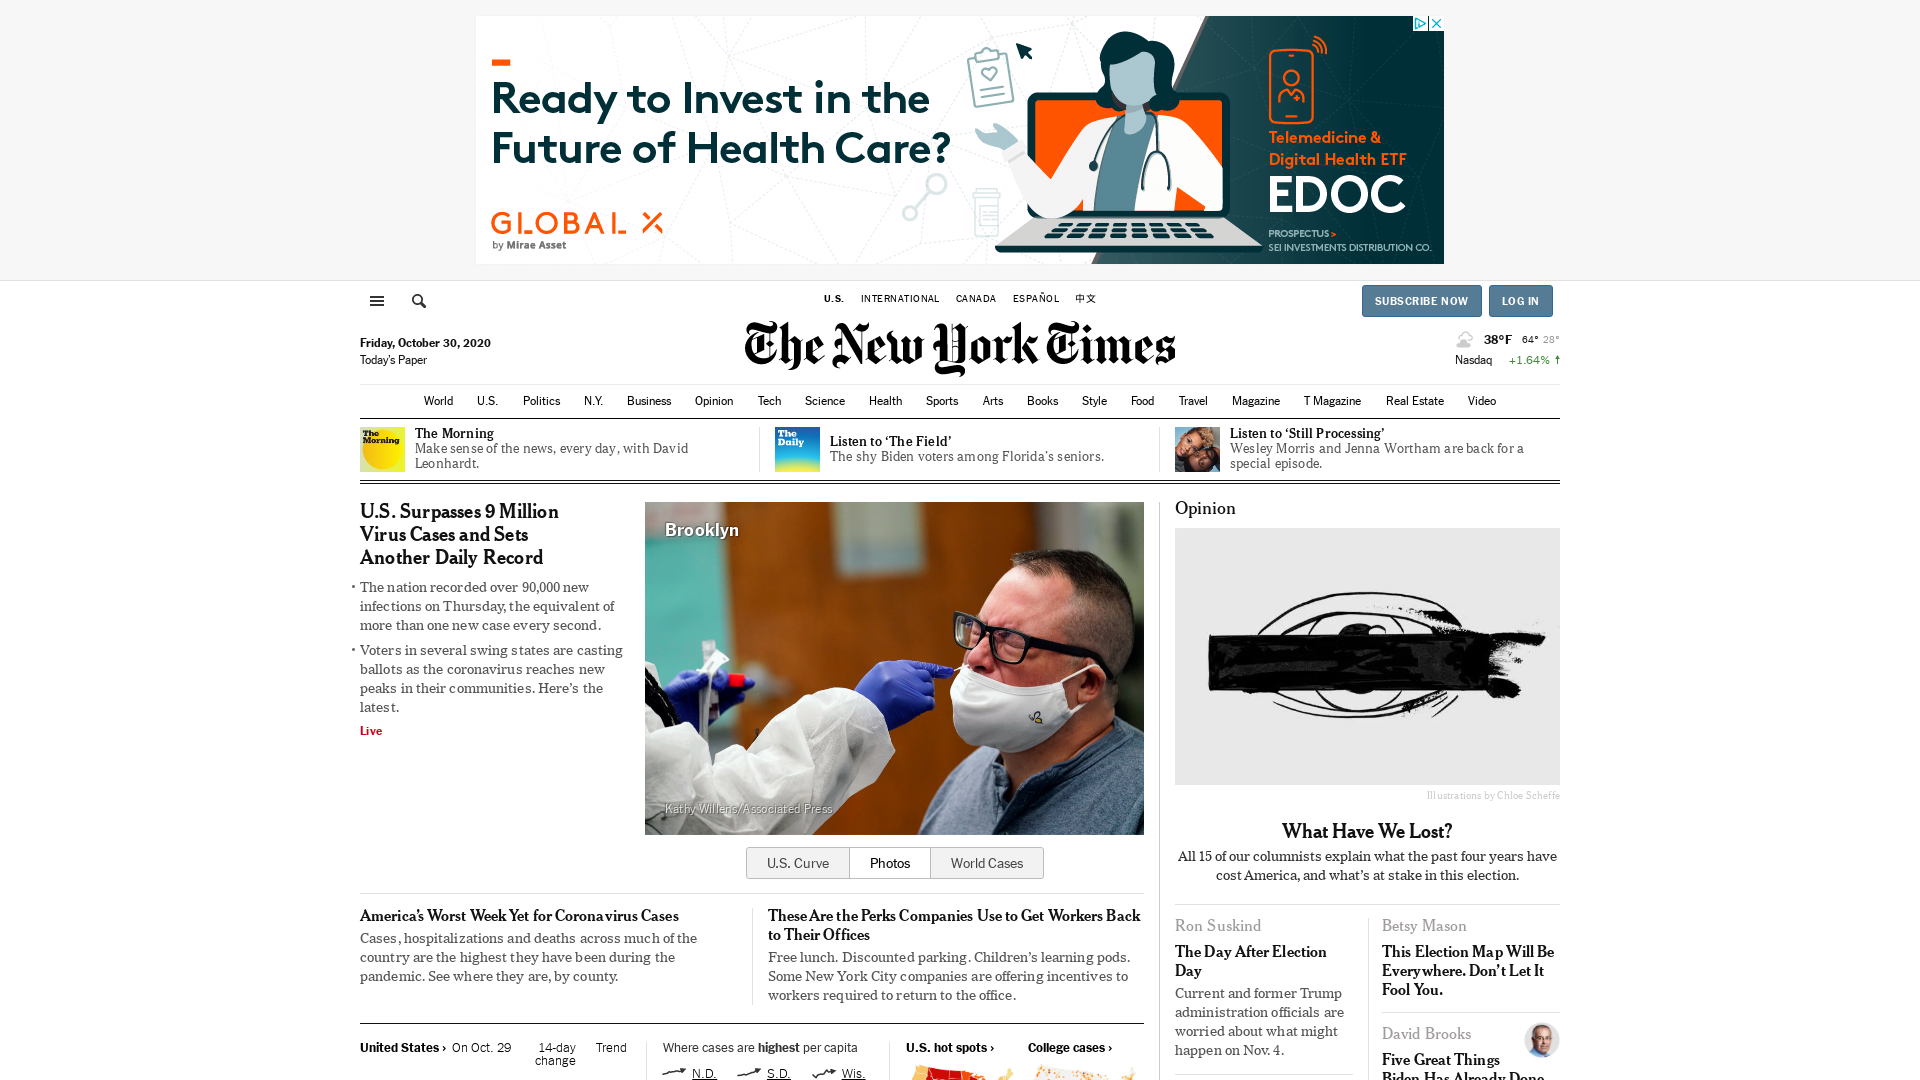 Ready to Invest in the
Future of Health Care?
GLOBAL X
by Mirae Asset
Telemedicine &
Digital Health ETF
EDOC
PROSPECTUS >
SEI INVESTMENTS DISTRIBUTION CO.
U.S. INTERNATIONAL CANADA ESPAÑOL 中文
SUBSCRIBE NOW LOG IN
The New York Times
Friday, October 30, 2020
Today's Paper
38°F 64° 28°
Nasdaq +1.64% ↑
World U.S. Politics N.Y. Business Opinion Tech Science Health Sports Arts Books Style Food Travel Magazine T Magazine Real Estate Video
The Morning
The Morning
Make sense of the news, every day, with David
Leonhardt.
The Daily
Listen to ‘The Field’
The shy Biden voters among Florida's seniors.
Listen to ‘Still Processing’
Wesley Morris and Jenna Wortham are back for a
special episode.
U.S. Surpasses 9 Million
Virus Cases and Sets
Another Daily Record
• The nation recorded over 90,000 new
infections on Thursday, the equivalent of
more than one new case every second.
• Voters in several swing states are casting
ballots as the coronavirus reaches new
peaks in their communities. Here’s the
latest.
Live
Brooklyn
Kathy Willens/Associated Press
U.S. Curve Photos World Cases
America’s Worst Week Yet for Coronavirus Cases
Cases, hospitalizations and deaths across much of the
country are the highest they have been during the
pandemic. See where they are, by county.
These Are the Perks Companies Use to Get Workers Back
to Their Offices
Free lunch. Discounted parking. Children’s learning pods.
Some New York City companies are offering incentives to
workers required to return to the office.
United States › On Oct. 29 14-day
change Trend
Where cases are highest per capita
N.D. S.D. Wis.
U.S. hot spots › College cases ›
Opinion
Illustrations by Chloe Scheffe
What Have We Lost?
All 15 of our columnists explain what the past four years have
cost America, and what’s at stake in this election.
Ron Suskind
The Day After Election
Day
Current and former Trump
administration officials are
worried about what might
happen on Nov. 4.
Betsy Mason
This Election Map Will Be
Everywhere. Don’t Let It
Fool You.
David Brooks
Five Great Things
Biden Has Already Done